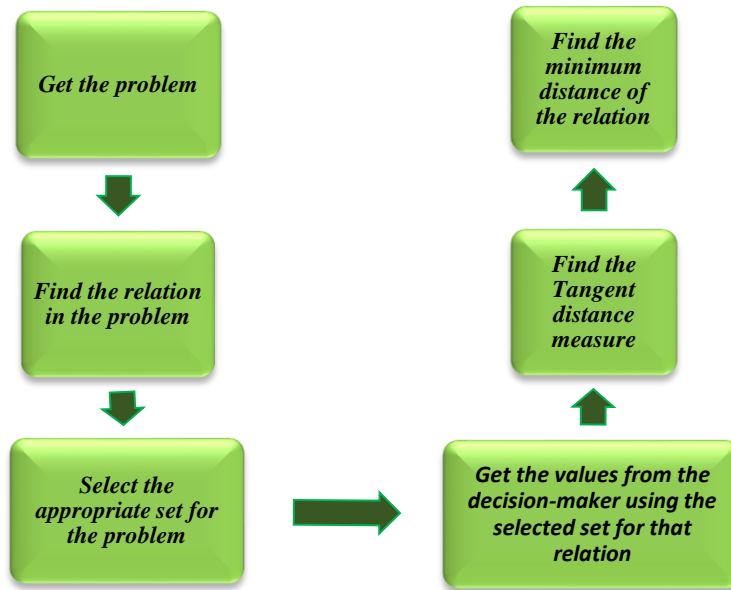 Get the problem
Find the relation
in the problem
Select the
appropriate set for
the problem
Get the values from the
decision-maker using the
selected set for that
relation
Find the
Tangent
distance
measure
Find the
minimum
distance of
the relation